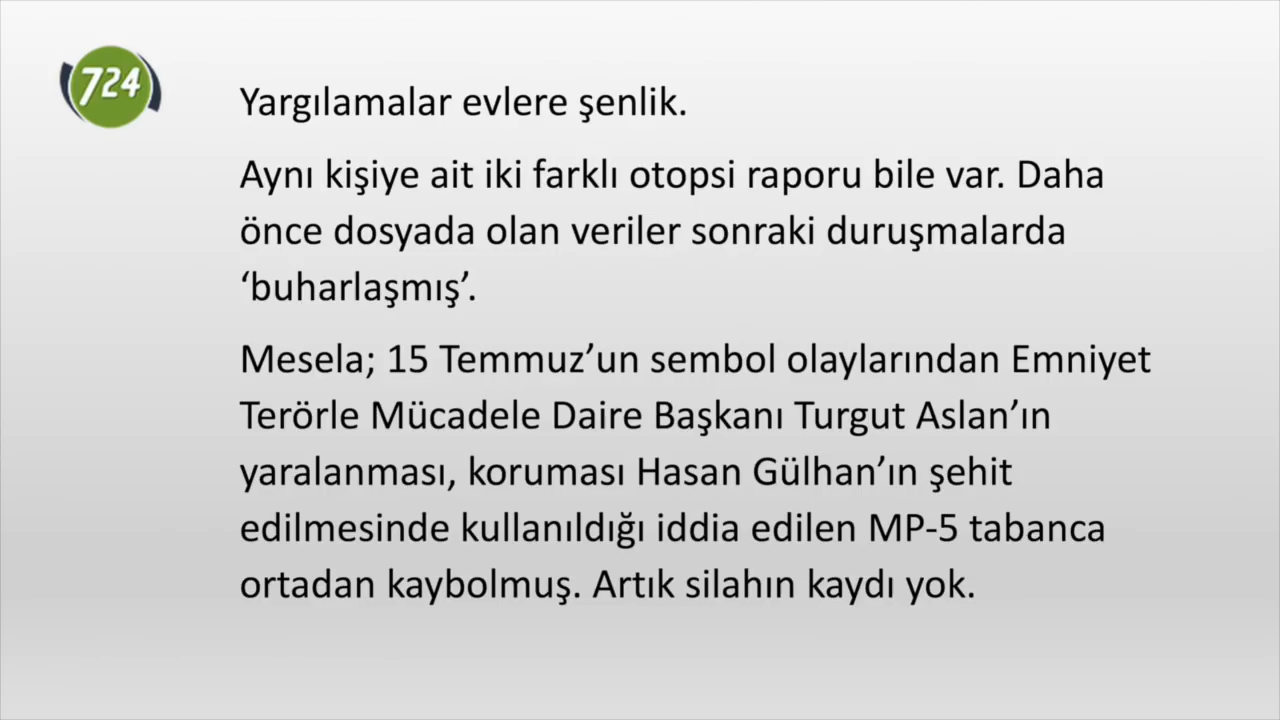 724
Yargılamalar evlere şenlik.
Aynı kişiye ait iki farklı otopsi raporu bile var. Daha
önce dosyada olan veriler sonraki duruşmalarda
‘buharlaşmış’.
Mesela; 15 Temmuz’un sembol olaylarından Emniyet
Terörle Mücadele Daire Başkanı Turgut Aslan’ın
yaralanması, koruması Hasan Gülhan’ın şehit
edilmesinde kullanıldığı iddia edilen MP-5 tabanca
ortadan kaybolmuş. Artık silahın kaydı yok.